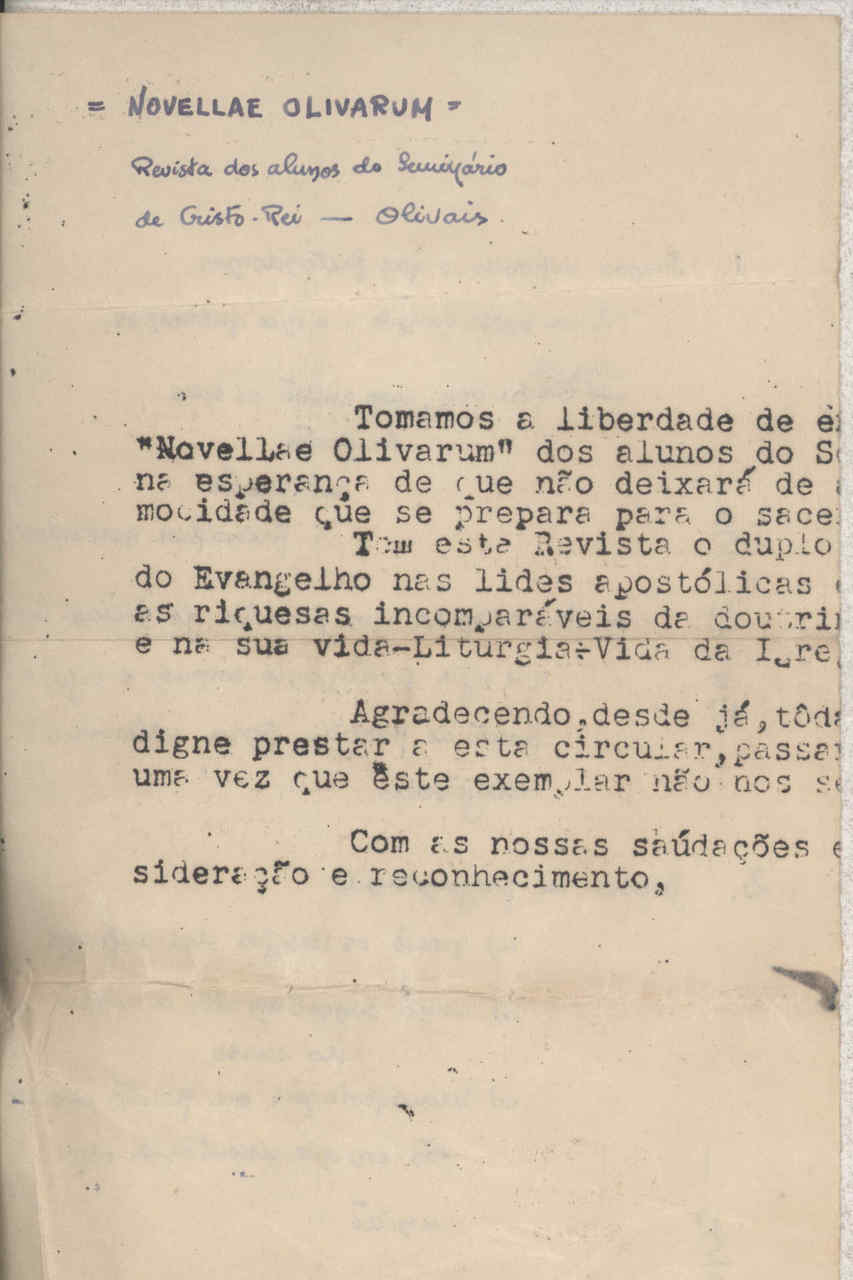 = NOVELLAE OLIVARUM =
Revista dos alunos do Seminário
de Cristo-Rei — Olivais.
Tomamos a liberdade de
"Novellae Olivarum" dos alunos do
na esperança de que não deixará de
mocidade que se prepara para o
Tem esta Revista o duplo
do Evangelho nas lides apostólicas
as riquesas incomparáveis da
e na sua vida-Liturgia-Vida da
Agradecendo,desde já,
digne prestar a esta circular,
uma vez que êste exemplar não nos
Com as nossas saúdações
sideração e reconhecimento,